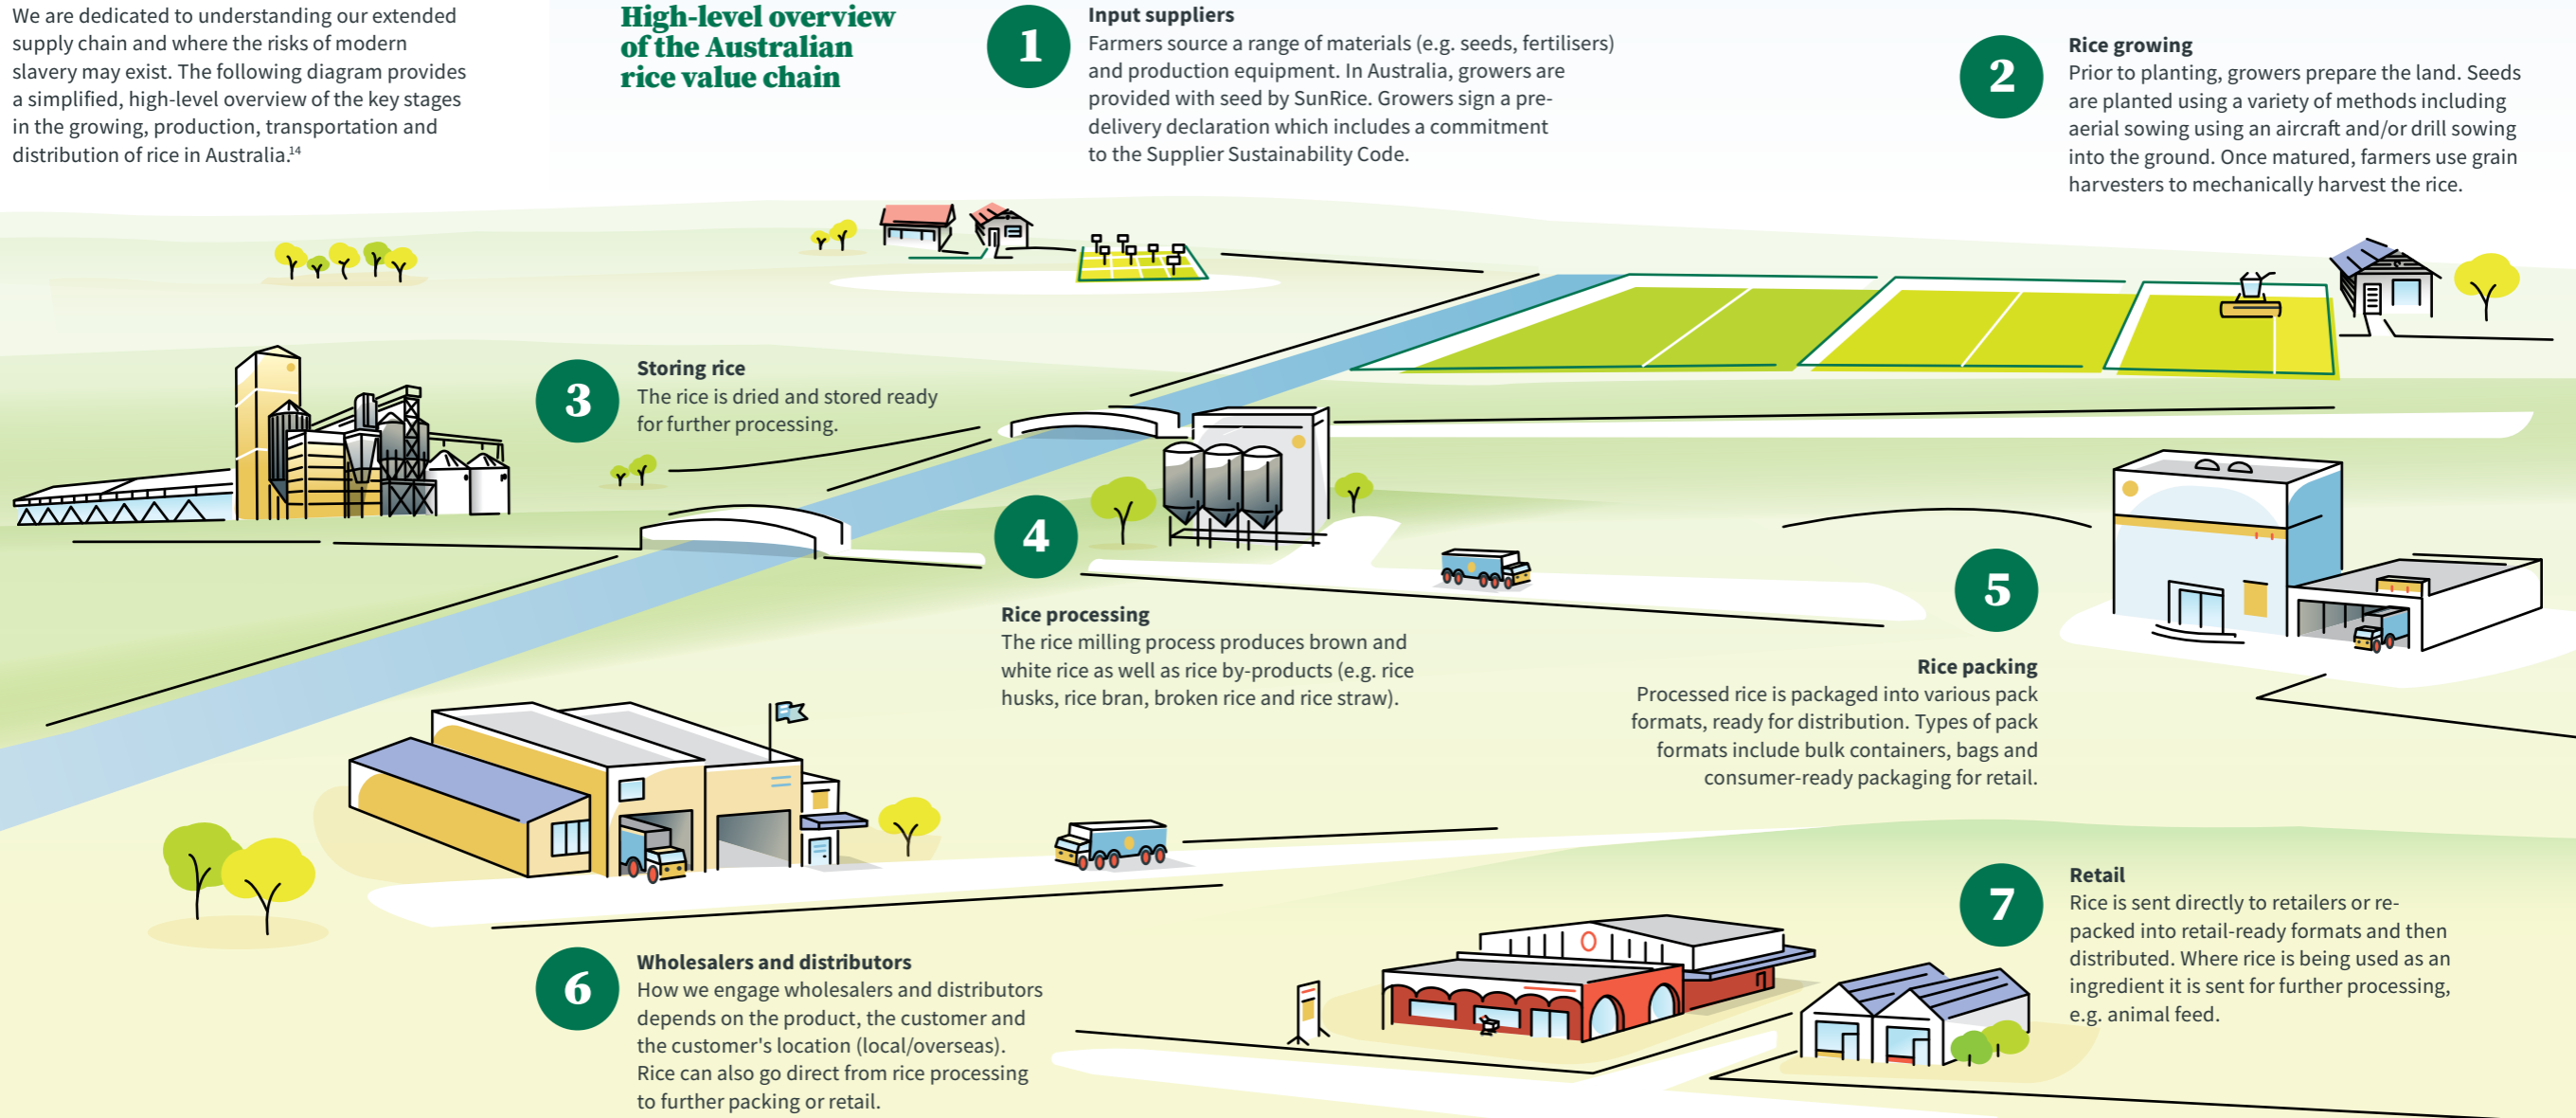 We are dedicated to understanding our extended
supply chain and where the risks of modern
slavery may exist. The following diagram provides
a simplified, high-level overview of the key stages
in the growing, production, transportation and
distribution of rice in Australia.14
High-level overview
of the Australian
rice value chain
1
Input suppliers
Farmers source a range of materials (e.g. seeds, fertilisers)
and production equipment. In Australia, growers are
provided with seed by SunRice. Growers sign a pre-
delivery declaration which includes a commitment
to the Supplier Sustainability Code.
2
Rice growing
Prior to planting, growers prepare the land. Seeds
are planted using a variety of methods including
aerial sowing using an aircraft and/or drill sowing
into the ground. Once matured, farmers use grain
harvesters to mechanically harvest the rice.
3
Storing rice
The rice is dried and stored ready
for further processing.
4
Rice processing
The rice milling process produces brown and
white rice as well as rice by-products (e.g. rice
husks, rice bran, broken rice and rice straw).
5
Rice packing
Processed rice is packaged into various pack
formats, ready for distribution. Types of pack
formats include bulk containers, bags and
consumer-ready packaging for retail.
6
Wholesalers and distributors
How we engage wholesalers and distributors
depends on the product, the customer and
the customer's location (local/overseas).
Rice can also go direct from rice processing
to further packing or retail.
7
Retail
Rice is sent directly to retailers or re-
packed into retail-ready formats and then
distributed. Where rice is being used as an
ingredient it is sent for further processing,
e.g. animal feed.